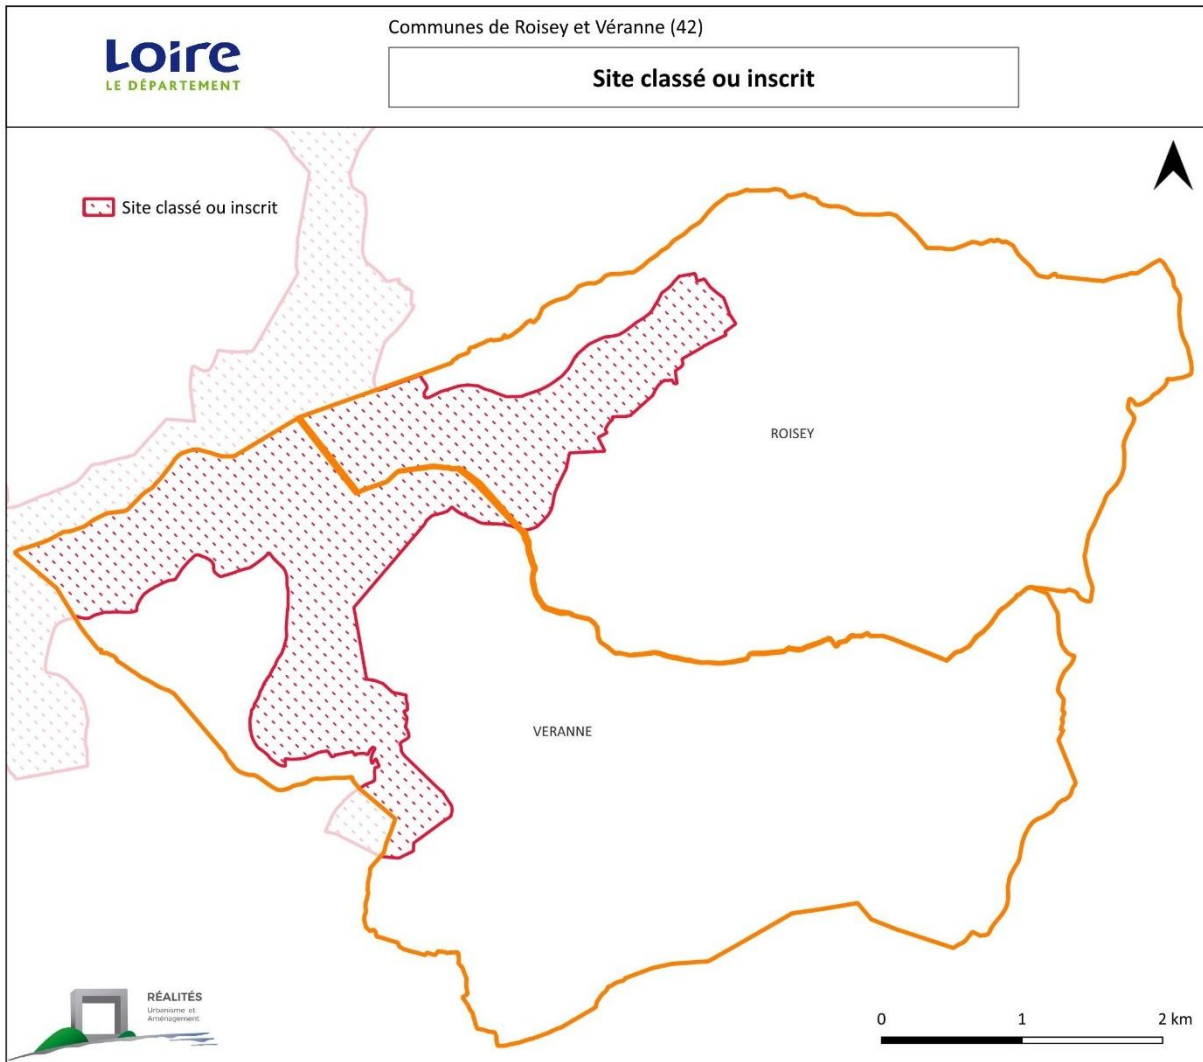 Loire
LE DÉPARTEMENT
Communes de Roisey et Véranne (42)
Site classé ou inscrit
Site classé ou inscrit
ROISEY
VERANNE
RÉALITÉS
Urbanisme et
Aménagement
0 1 2 km